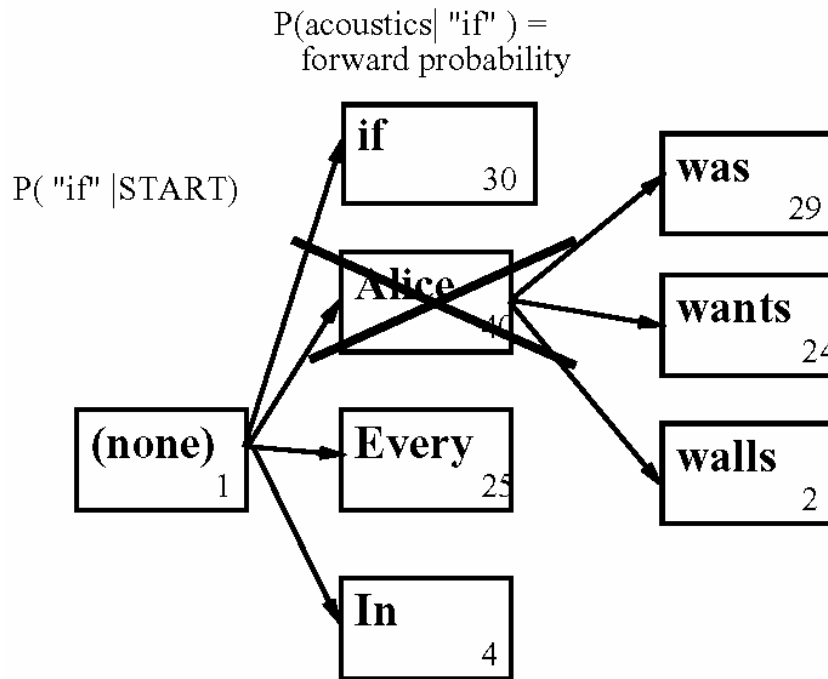 P(acoustics| "if" ) =
forward probability
if
30
P( "if" |START)
was
29
Alice
40
wants
24
(none)
1
Every
25
walls
2
In
4